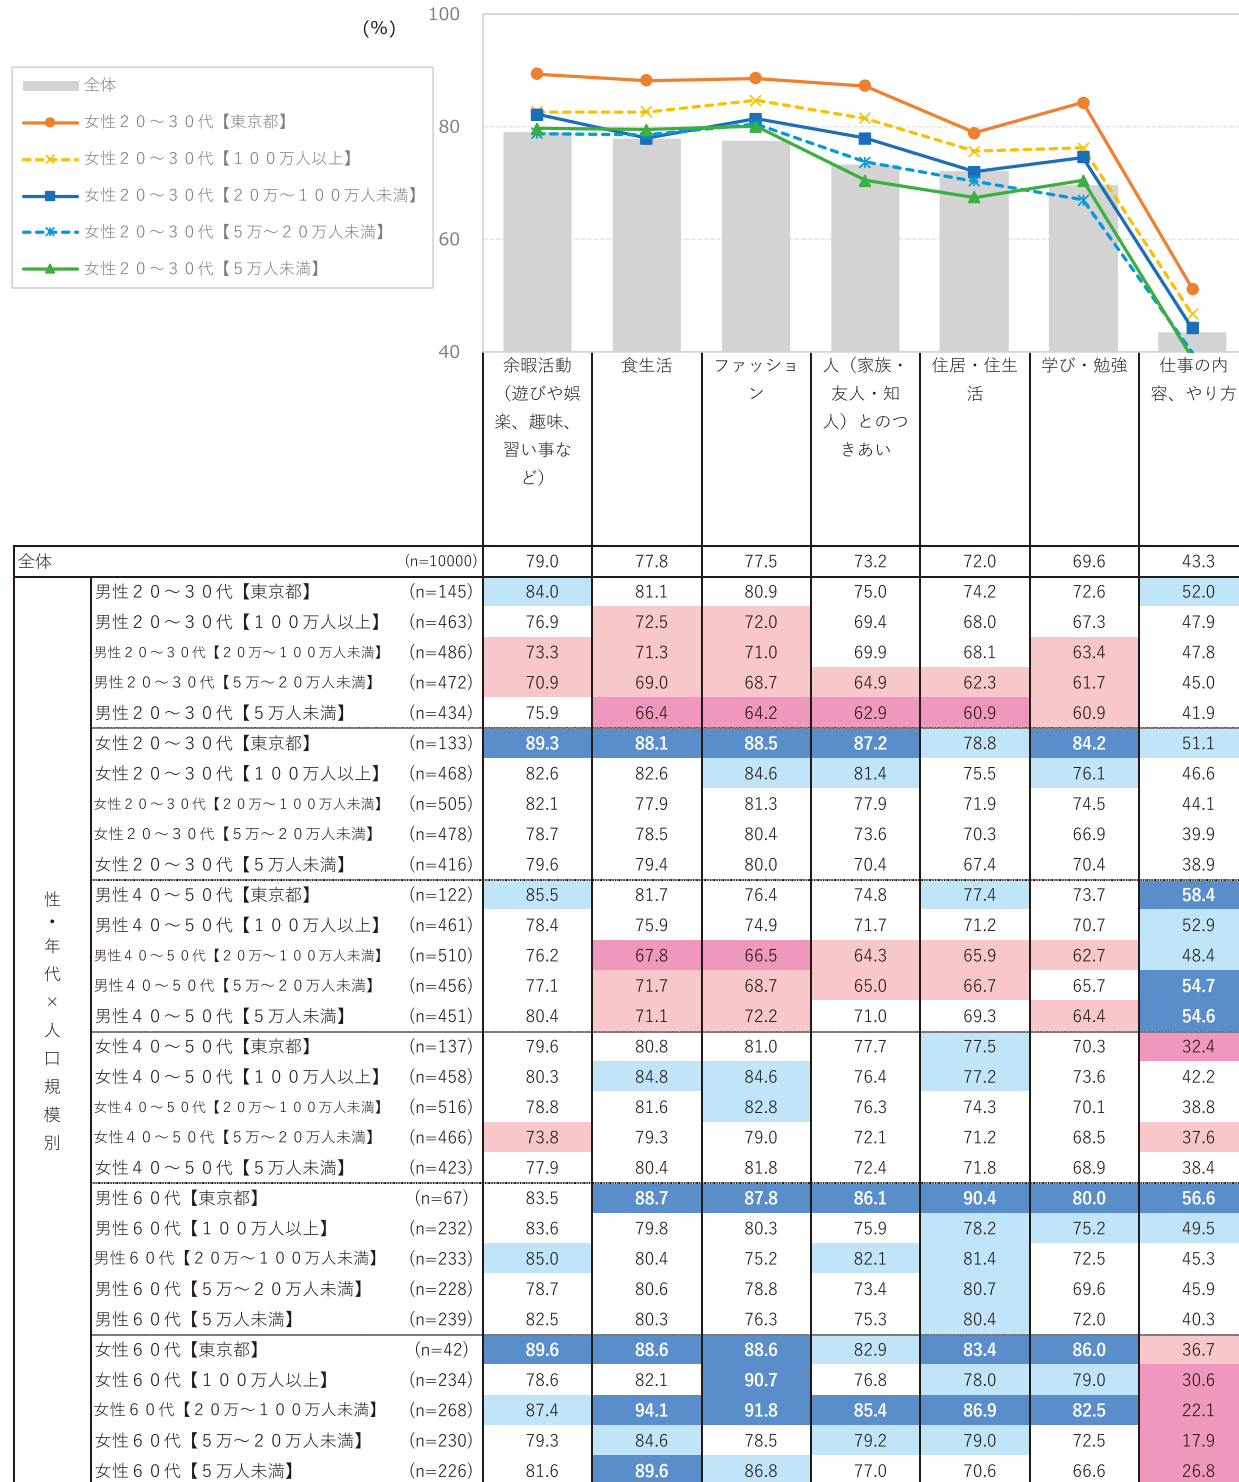 (%)
100
80
60
40
全体
女性２０～３０代【東京都】
女性２０～３０代【１００万人以上】
女性２０～３０代【２０万～１００万人未満】
女性２０～３０代【５万～２０万人未満】
女性２０～３０代【５万人未満】
余暇活動
（遊びや娯
楽、趣味、
習い事な
ど）
食生活
ファッショ
ン
人（家族・
友人・知
人）とのつ
きあい
住居・住生
活
学び・勉強
仕事の内
容、やり方
全体 (n=10000) 79.0 77.8 77.5 73.2 72.0 69.6 43.3
性・年代×人口規模別
男性２０～３０代【東京都】 (n=145) 84.0 81.1 80.9 75.0 74.2 72.6 52.0
男性２０～３０代【１００万人以上】 (n=463) 76.9 72.5 72.0 69.4 68.0 67.3 47.9
男性２０～３０代【２０万～１００万人未満】 (n=486) 73.3 71.3 71.0 69.9 68.1 63.4 47.8
男性２０～３０代【５万～２０万人未満】 (n=472) 70.9 69.0 68.7 64.9 62.3 61.7 45.0
男性２０～３０代【５万人未満】 (n=434) 75.9 66.4 64.2 62.9 60.9 60.9 41.9
女性２０～３０代【東京都】 (n=133) 89.3 88.1 88.5 87.2 78.8 84.2 51.1
女性２０～３０代【１００万人以上】 (n=468) 82.6 82.6 84.6 81.4 75.5 76.1 46.6
女性２０～３０代【２０万～１００万人未満】 (n=505) 82.1 77.9 81.3 77.9 71.9 74.5 44.1
女性２０～３０代【５万～２０万人未満】 (n=478) 78.7 78.5 80.4 73.6 70.3 66.9 39.9
女性２０～３０代【５万人未満】 (n=416) 79.6 79.4 80.0 70.4 67.4 70.4 38.9
男性４０～５０代【東京都】 (n=122) 85.5 81.7 76.4 74.8 77.4 73.7 58.4
男性４０～５０代【１００万人以上】 (n=461) 78.4 75.9 74.9 71.7 71.2 70.7 52.9
男性４０～５０代【２０万～１００万人未満】 (n=510) 76.2 67.8 66.5 64.3 65.9 62.7 48.4
男性４０～５０代【５万～２０万人未満】 (n=456) 77.1 71.7 68.7 65.0 66.7 65.7 54.7
男性４０～５０代【５万人未満】 (n=451) 80.4 71.1 72.2 71.0 69.3 64.4 54.6
女性４０～５０代【東京都】 (n=137) 79.6 80.8 81.0 77.7 77.5 70.3 32.4
女性４０～５０代【１００万人以上】 (n=458) 80.3 84.8 84.6 76.4 77.2 73.6 42.2
女性４０～５０代【２０万～１００万人未満】 (n=516) 78.8 81.6 82.8 76.3 74.3 70.1 38.8
女性４０～５０代【５万～２０万人未満】 (n=466) 73.8 79.3 79.0 72.1 71.2 68.5 37.6
女性４０～５０代【５万人未満】 (n=423) 77.9 80.4 81.8 72.4 71.8 68.9 38.4
男性６０代【東京都】 (n=67) 83.5 88.7 87.8 86.1 90.4 80.0 56.6
男性６０代【１００万人以上】 (n=232) 83.6 79.8 80.3 75.9 78.2 75.2 49.5
男性６０代【２０万～１００万人未満】 (n=233) 85.0 80.4 75.2 82.1 81.4 72.5 45.3
男性６０代【５万～２０万人未満】 (n=228) 78.7 80.6 78.8 73.4 80.7 69.6 45.9
男性６０代【５万人未満】 (n=239) 82.5 80.3 76.3 75.3 80.4 72.0 40.3
女性６０代【東京都】 (n=42) 89.6 88.6 88.6 82.9 83.4 86.0 36.7
女性６０代【１００万人以上】 (n=234) 78.6 82.1 90.7 76.8 78.0 79.0 30.6
女性６０代【２０万～１００万人未満】 (n=268) 87.4 94.1 91.8 85.4 86.9 82.5 22.1
女性６０代【５万～２０万人未満】 (n=230) 79.3 84.6 78.5 79.2 79.0 72.5 17.9
女性６０代【５万人未満】 (n=226) 81.6 89.6 86.8 77.0 70.6 66.6 26.8